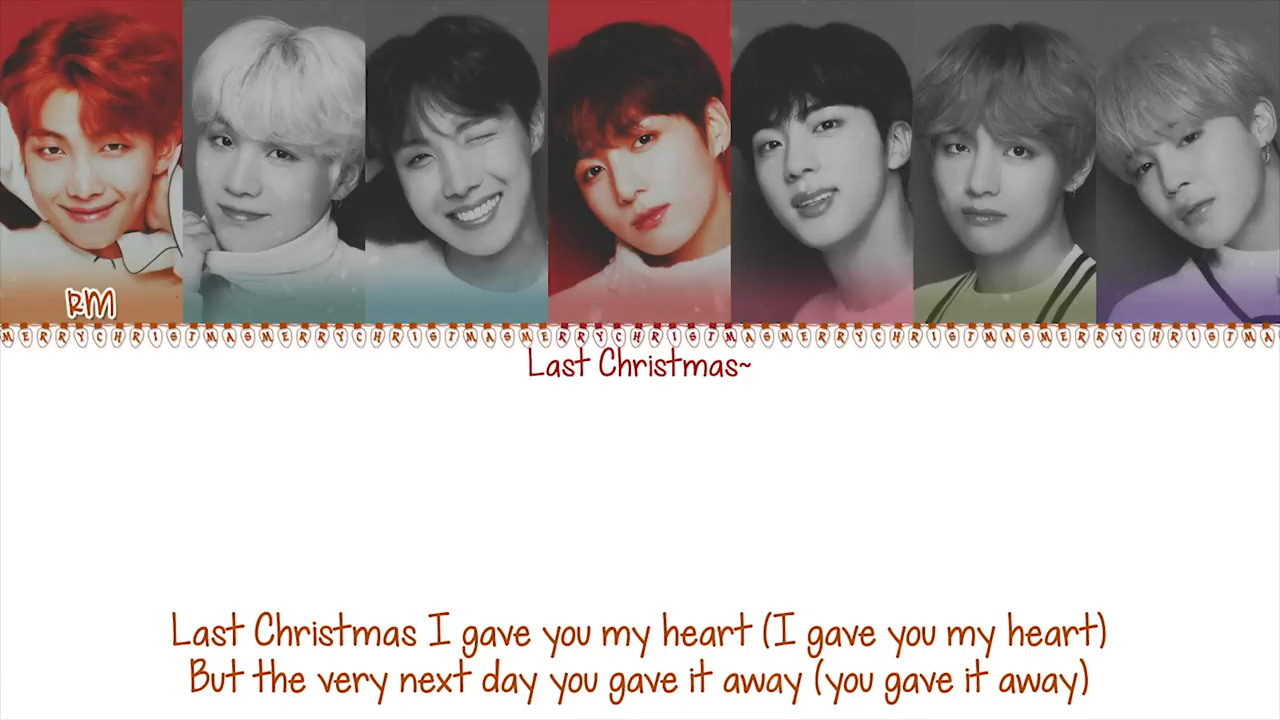 RM
MERRYCHRISTMASMERRYCHRISTMASMERRYCHRISTMASMERRYCHRISTMASMERRYCHRISTMA
Last Christmas~
Last Christmas I gave you my heart (I gave you my heart)
But the very next day you gave it away (you gave it away)